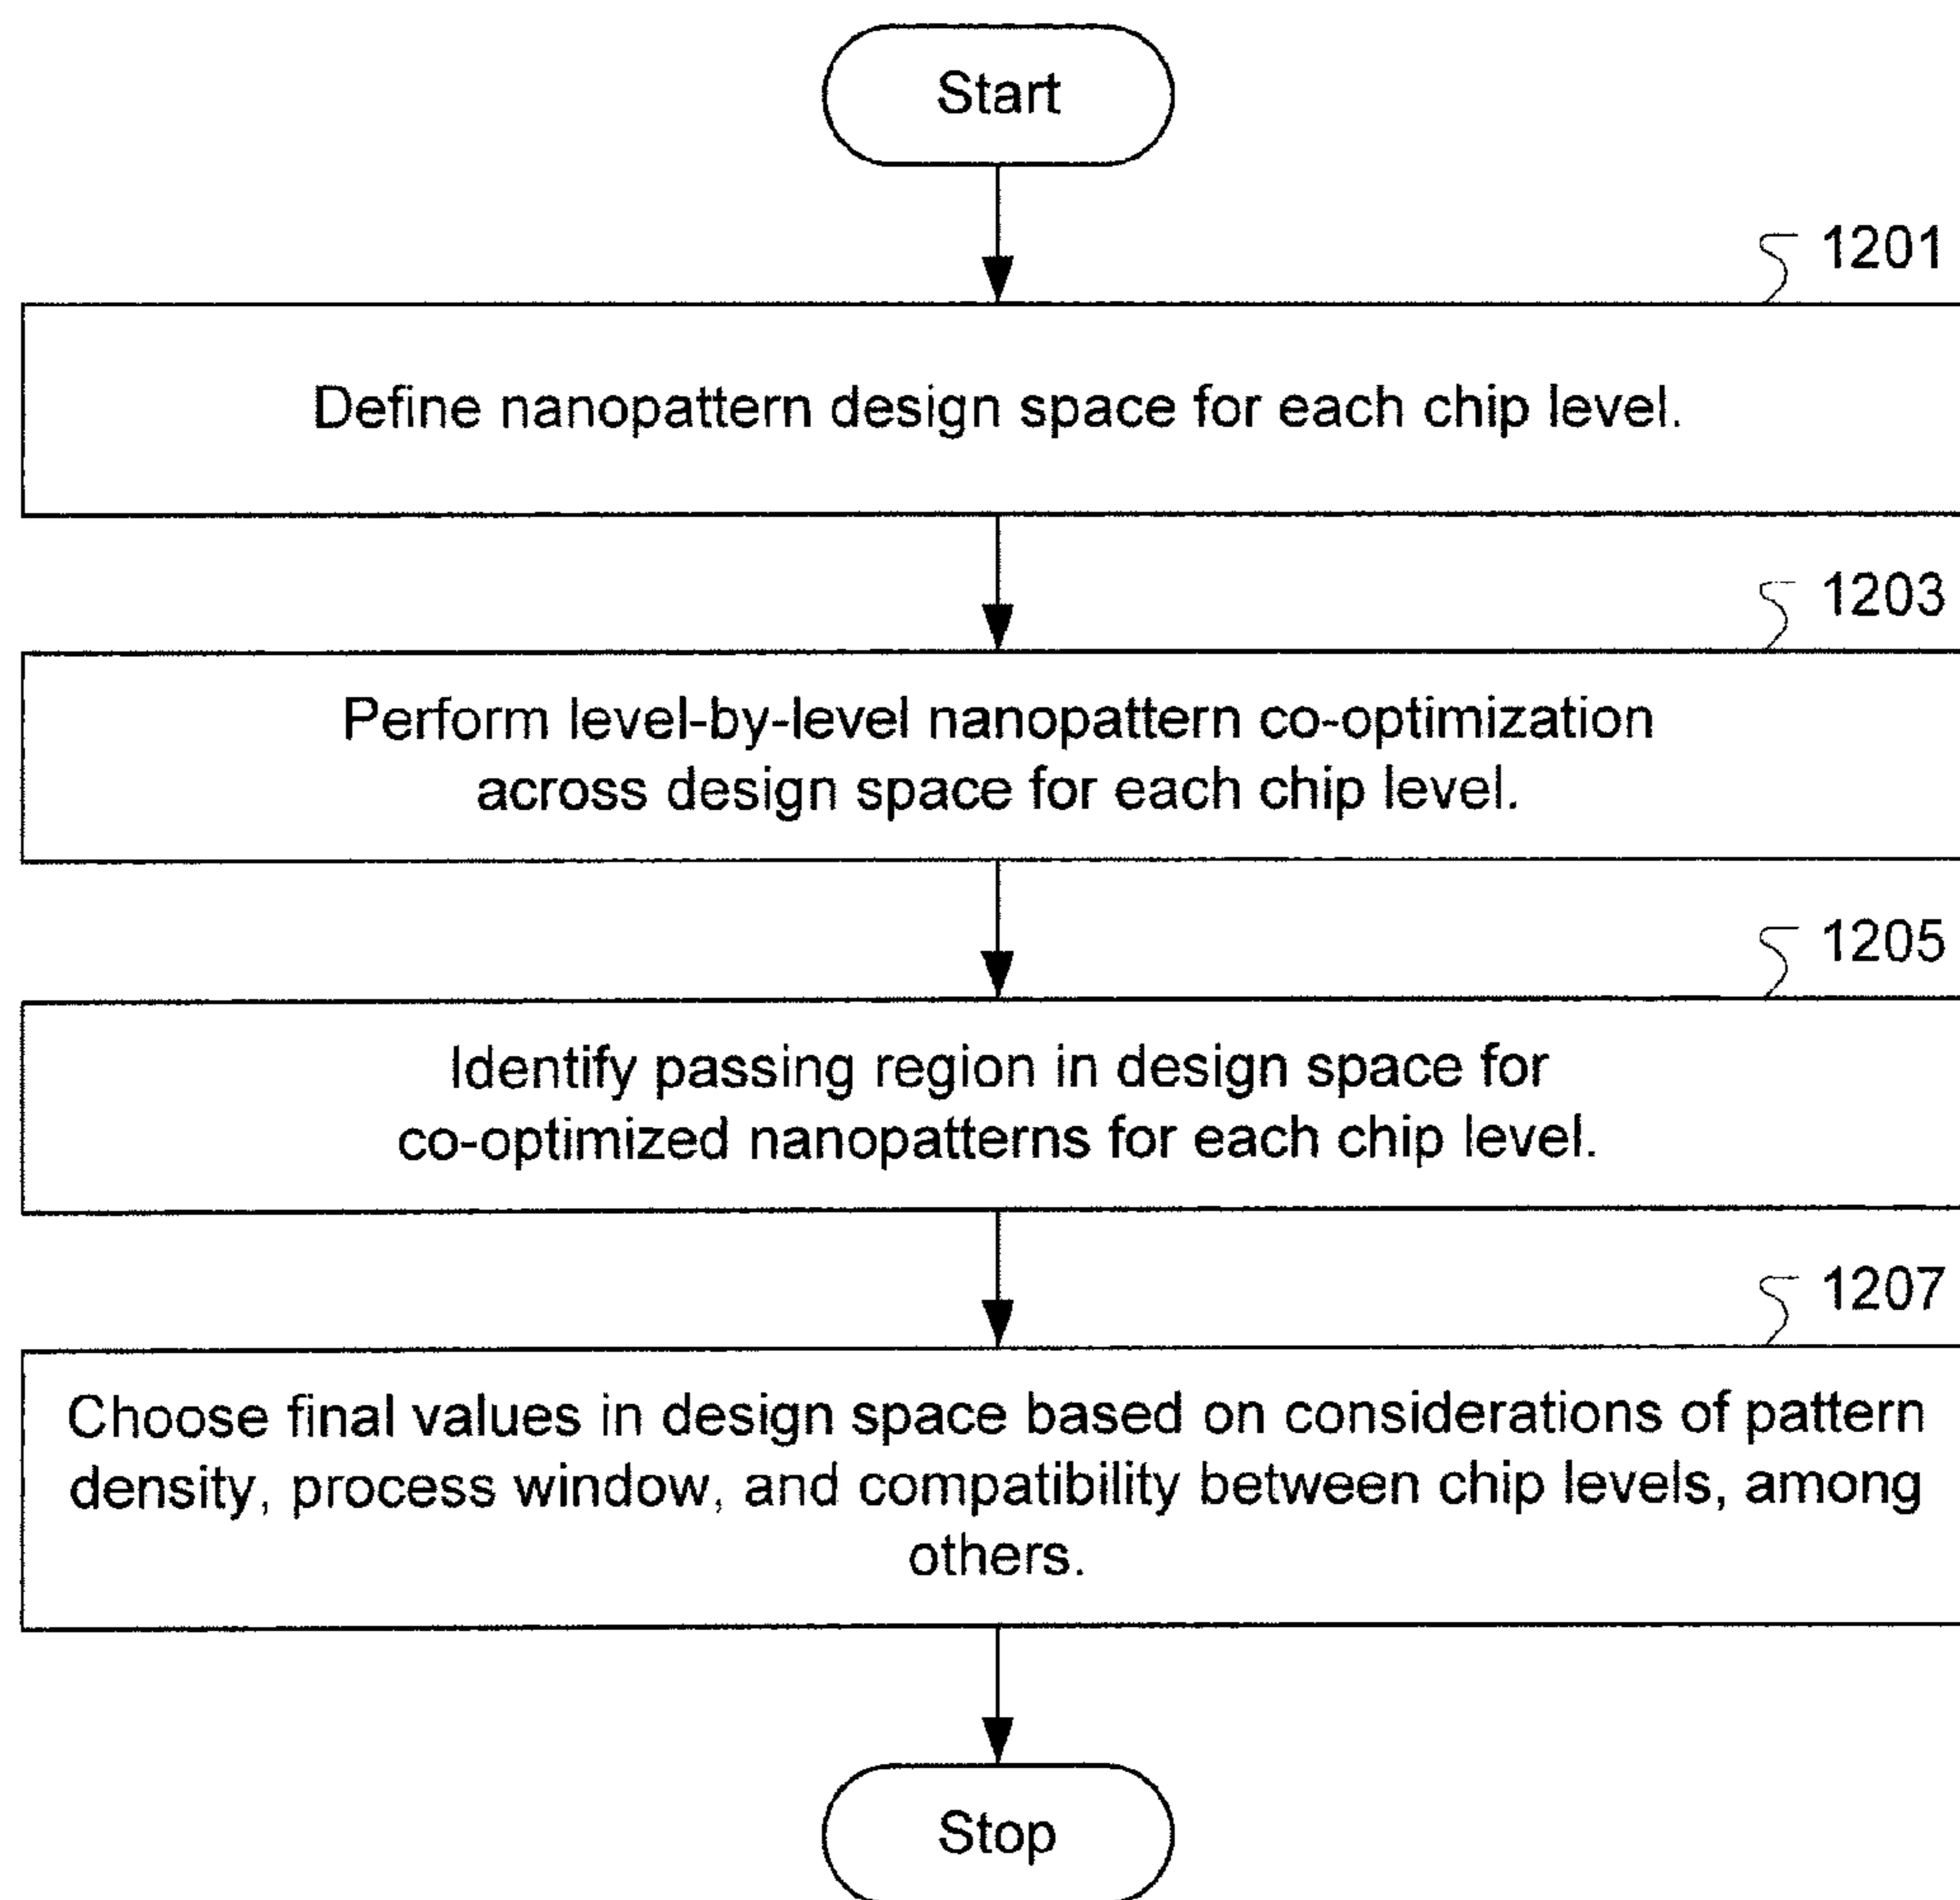 Start
1201
Define nanopattern design space for each chip level.
1203
Perform level-by-level nanopattern co-optimization
across design space for each chip level.
1205
Identify passing region in design space for
co-optimized nanopatterns for each chip level.
1207
Choose final values in design space based on considerations of pattern
density, process window, and compatibility between chip levels, among
others.
Stop